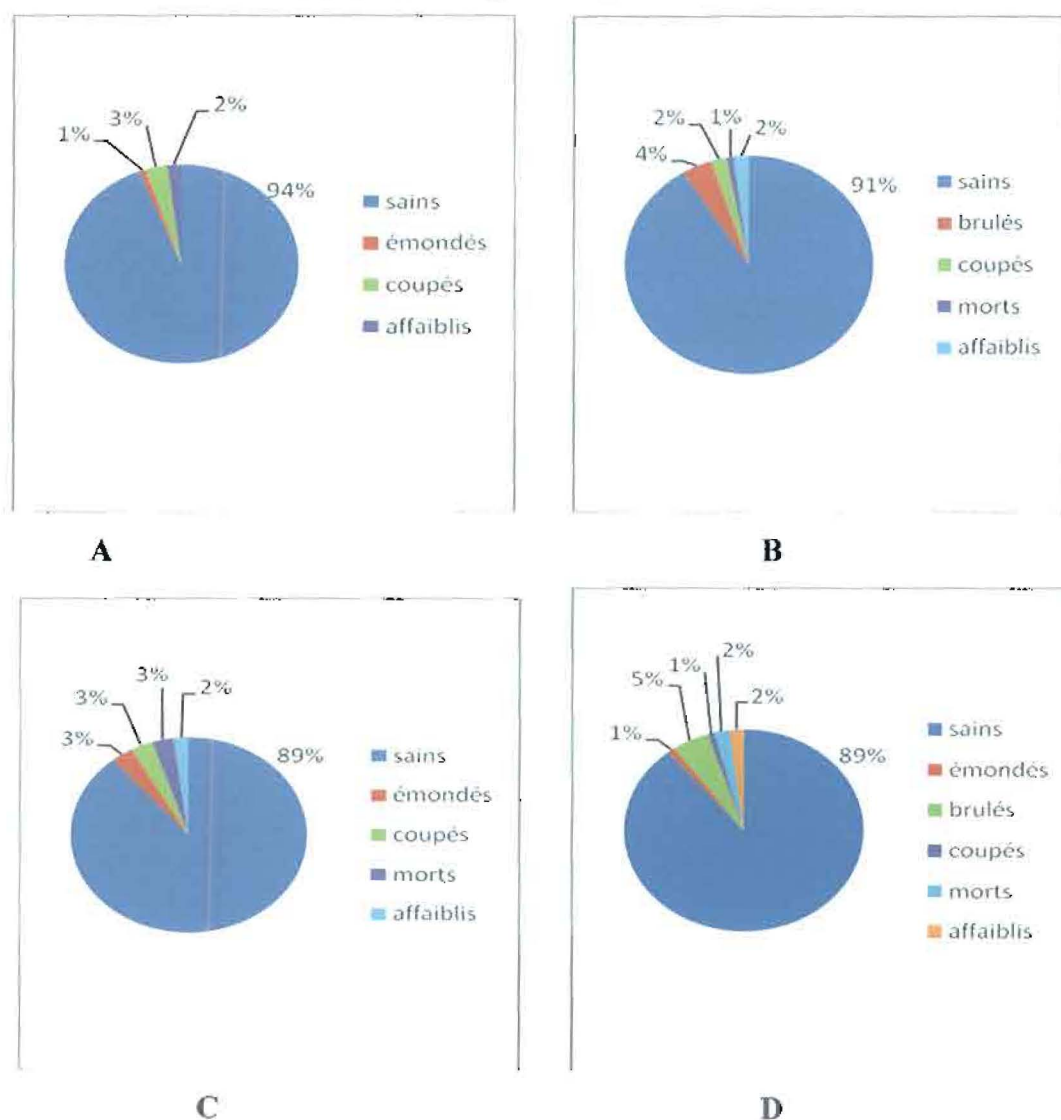 2%
3%
1%
94%
sains
émondés
coupés
affaiblis
A
2%
1%
2%
4%
91%
sains
brulés
coupés
morts
affaiblis
B
3%
2%
3%
3%
89%
sains
émondés
coupés
morts
affaiblis
C
2%
1%
5%
2%
1%
89%
sains
émondés
brulés
coupés
morts
affaiblis
D